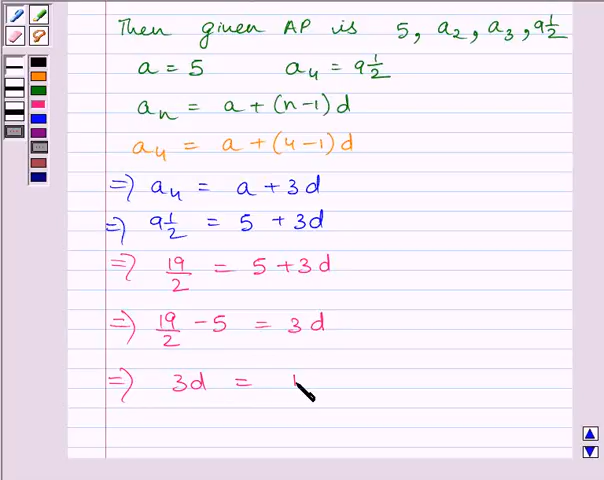 Then given AP is 5, a₂, a₃, 9½
a = 5 a₄ = 9½
aₙ = a + (n-1)d
a₄ = a + (4-1)d
⇒ a₄ = a + 3d
⇒ 9½ = 5 + 3d
⇒ 19/2 = 5 + 3d
⇒ 19/2 - 5 = 3d
⇒ 3d =